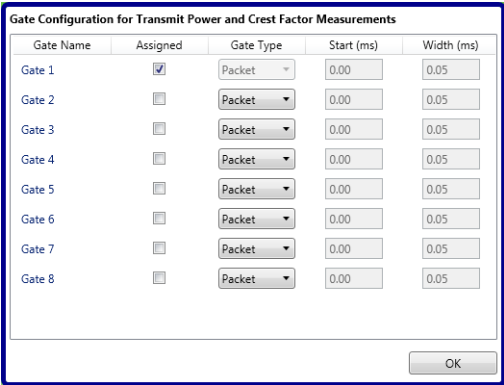 Gate Configuration for Transmit Power and Crest Factor Measurements
Gate Name Assigned Gate Type Start (ms) Width (ms)
Gate 1 Packet 0.00 0.05
Gate 2 Packet 0.00 0.05
Gate 3 Packet 0.00 0.05
Gate 4 Packet 0.00 0.05
Gate 5 Packet 0.00 0.05
Gate 6 Packet 0.00 0.05
Gate 7 Packet 0.00 0.05
Gate 8 Packet 0.00 0.05
OK